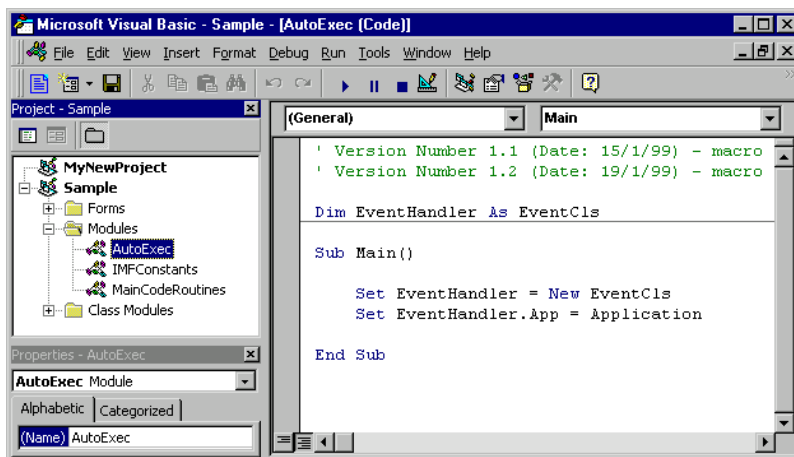 Microsoft Visual Basic - Sample - [AutoExec (Code)]
File Edit View Insert Format Debug Run Tools Window Help
Project - Sample
MyNewProject
Sample
Forms
Modules
AutoExec
IMFConstants
MainCodeRoutines
Class Modules
Properties - AutoExec
AutoExec Module
Alphabetic Categorized
(Name) AutoExec
(General) Main
' Version Number 1.1 (Date: 15/1/99) - macro
' Version Number 1.2 (Date: 19/1/99) - macro
Dim EventHandler As EventCls
Sub Main()
Set EventHandler = New EventCls
Set EventHandler.App = Application
End Sub